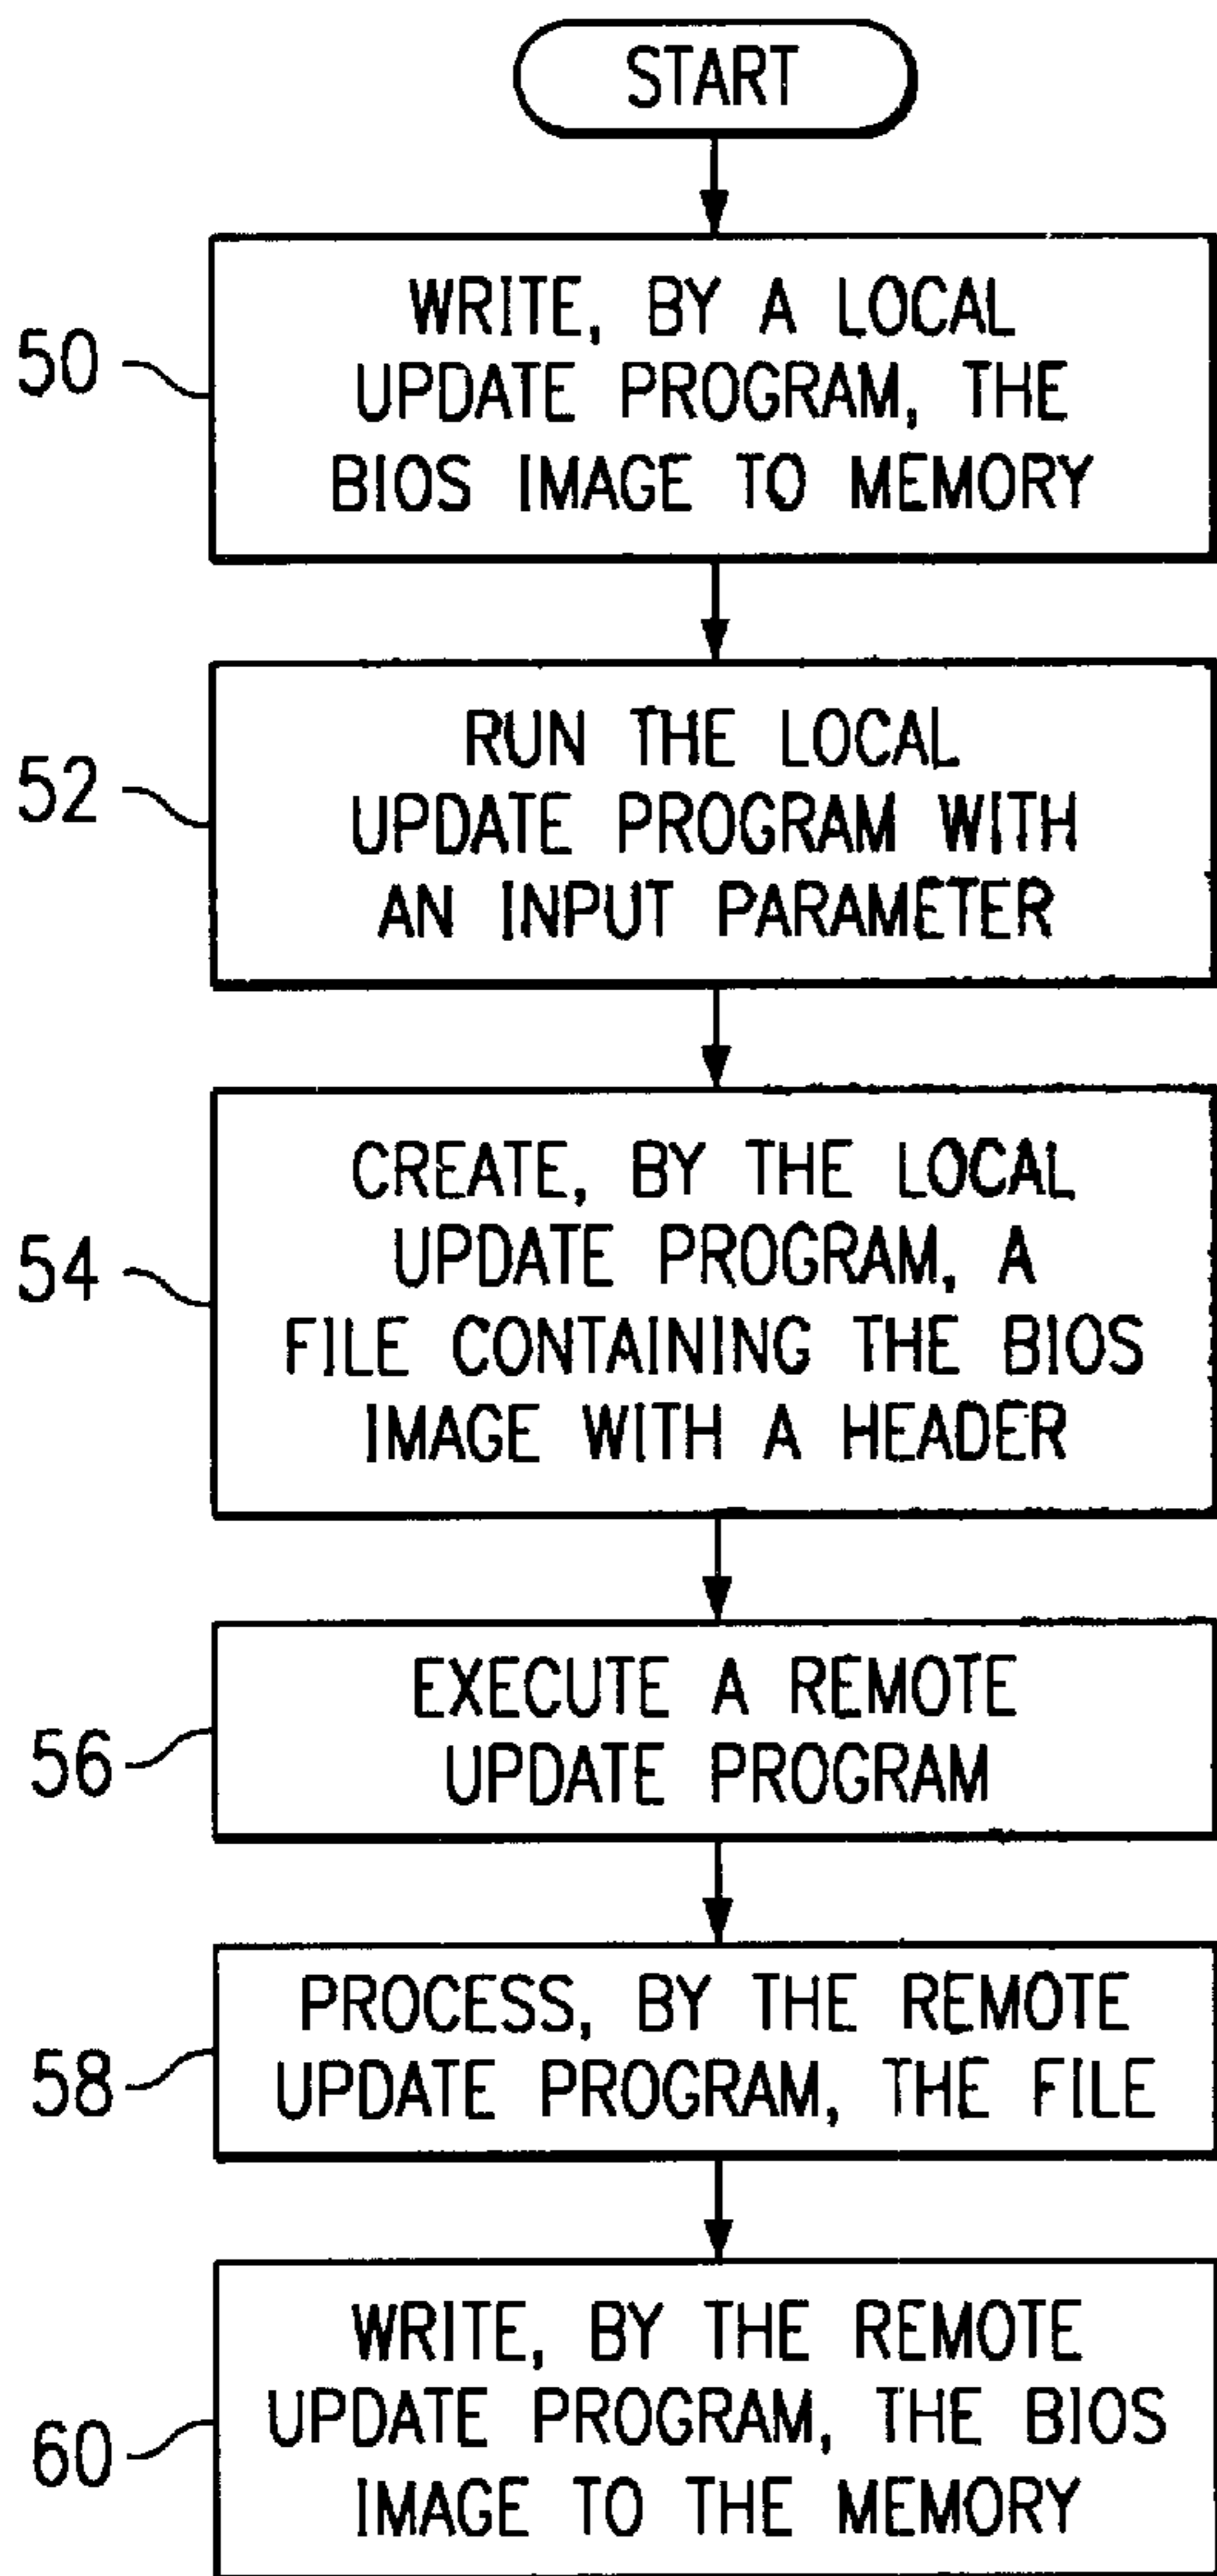 START
50
WRITE, BY A LOCAL
UPDATE PROGRAM, THE
BIOS IMAGE TO MEMORY
52
RUN THE LOCAL
UPDATE PROGRAM WITH
AN INPUT PARAMETER
54
CREATE, BY THE LOCAL
UPDATE PROGRAM, A
FILE CONTAINING THE BIOS
IMAGE WITH A HEADER
56
EXECUTE A REMOTE
UPDATE PROGRAM
58
PROCESS, BY THE REMOTE
UPDATE PROGRAM, THE FILE
60
WRITE, BY THE REMOTE
UPDATE PROGRAM, THE BIOS
IMAGE TO THE MEMORY